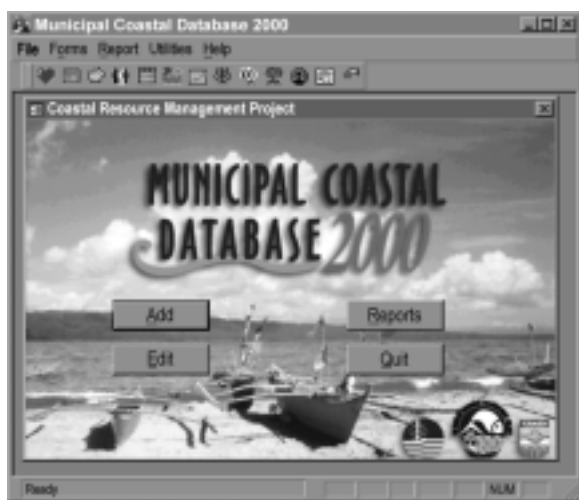 Municipal Coastal Database 2000
File Forms Report Utilities Help
Coastal Resource Management Project
MUNICIPAL COASTAL
DATABASE 2000
Add Reports
Edit Quit
Ready NUM